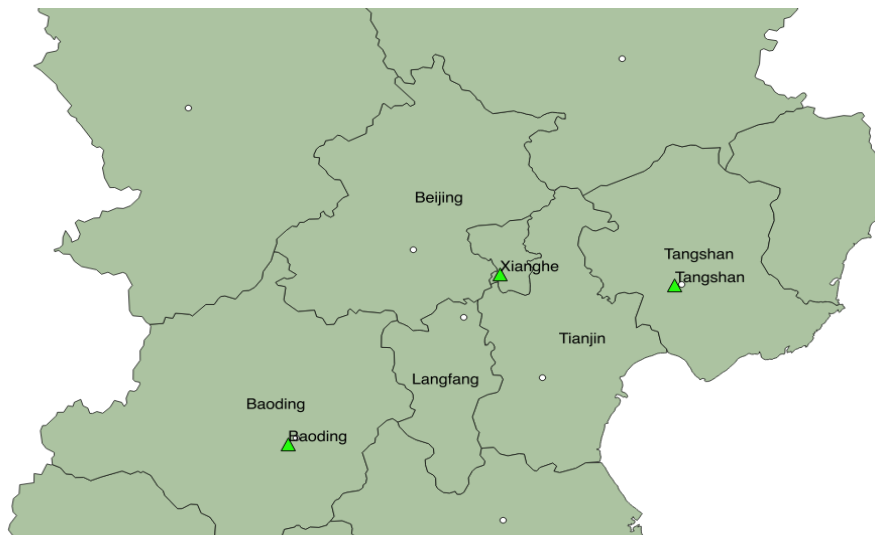 Beijing
Xianghe
Tangshan
Tangshan
Tianjin
Langfang
Baoding
Baoding